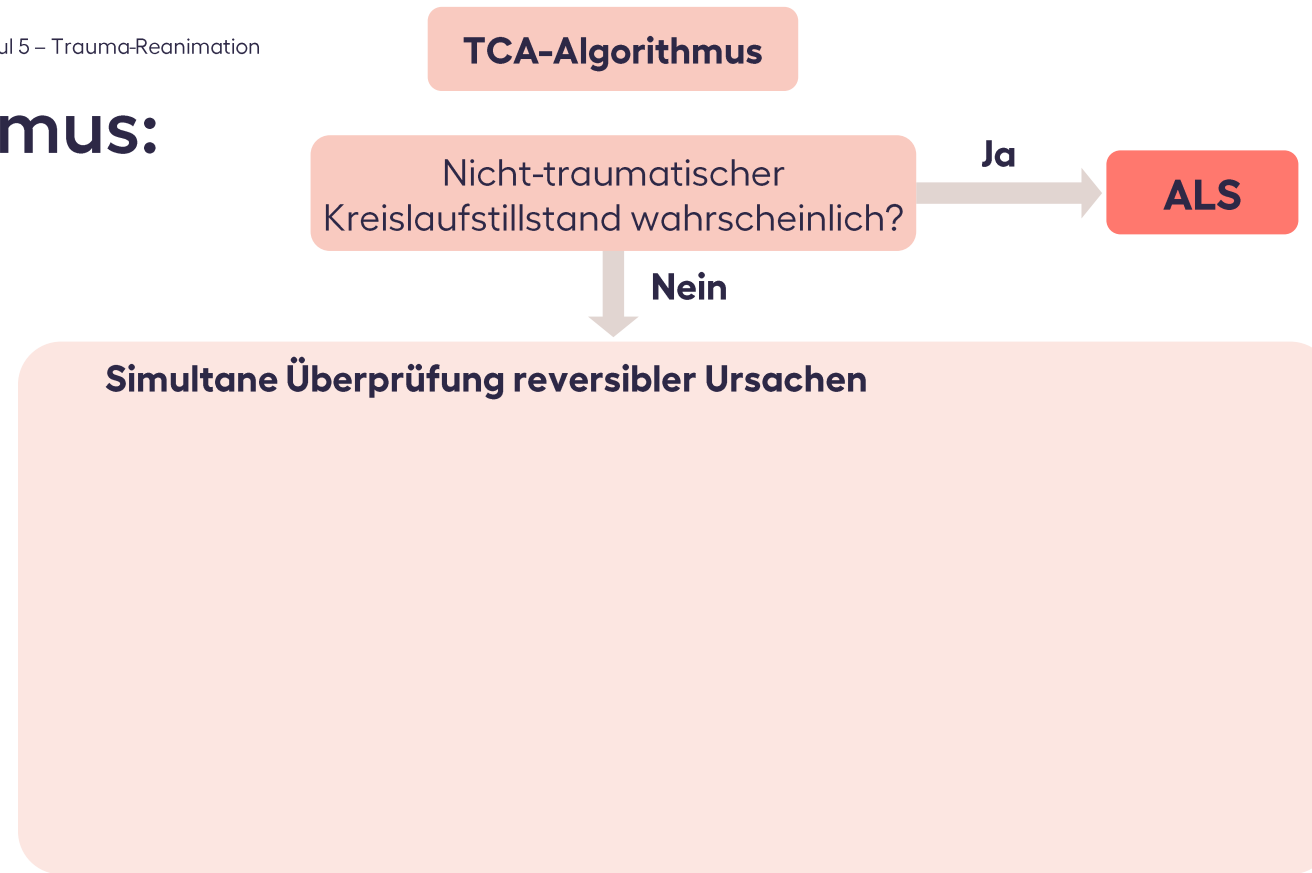 ul 5 – Trauma-Reanimation
TCA-Algorithmus
mus:
Nicht-traumatischer
Kreislaufstillstand wahrscheinlich?
Ja
ALS
Nein
Simultane Überprüfung reversibler Ursachen